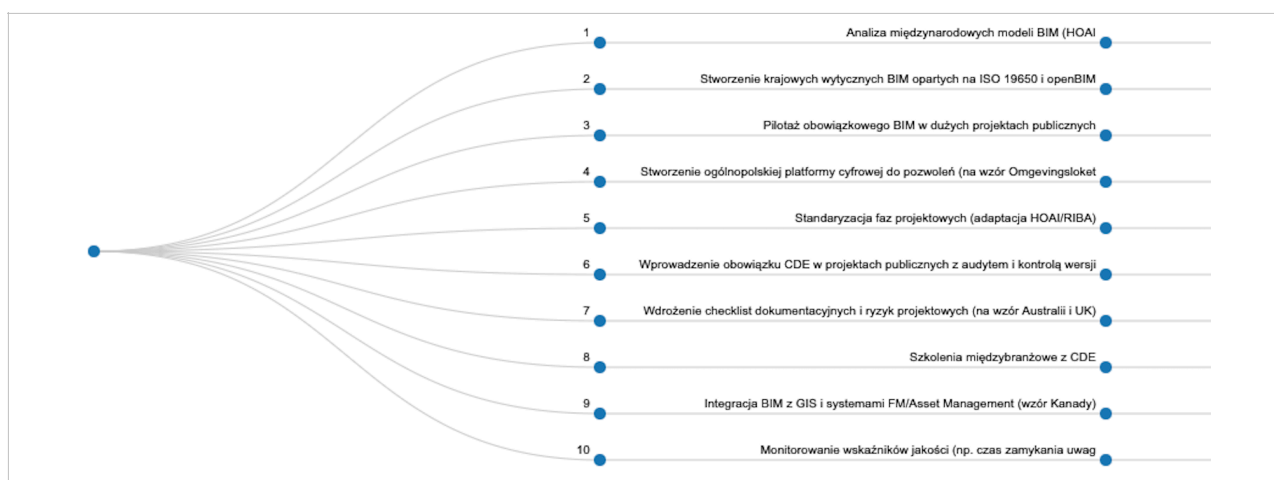 1 Analiza międzynarodowych modeli BIM (HOAI
2 Stworzenie krajowych wytycznych BIM opartych na ISO 19650 i openBIM
3 Pilotaż obowiązkowego BIM w dużych projektach publicznych
4 Stworzenie ogólnopolskiej platformy cyfrowej do pozwoleń (na wzór Omgevingsloket
5 Standaryzacja faz projektowych (adaptacja HOAI/RIBA)
6 Wprowadzenie obowiązku CDE w projektach publicznych z audytem i kontrolą wersji
7 Wdrożenie checklist dokumentacyjnych i ryzyk projektowych (na wzór Australii i UK)
8 Szkolenia międzybranżowe z CDE
9 Integracja BIM z GIS i systemami FM/Asset Management (wzór Kanady)
10 Monitorowanie wskaźników jakości (np. czas zamykania uwag